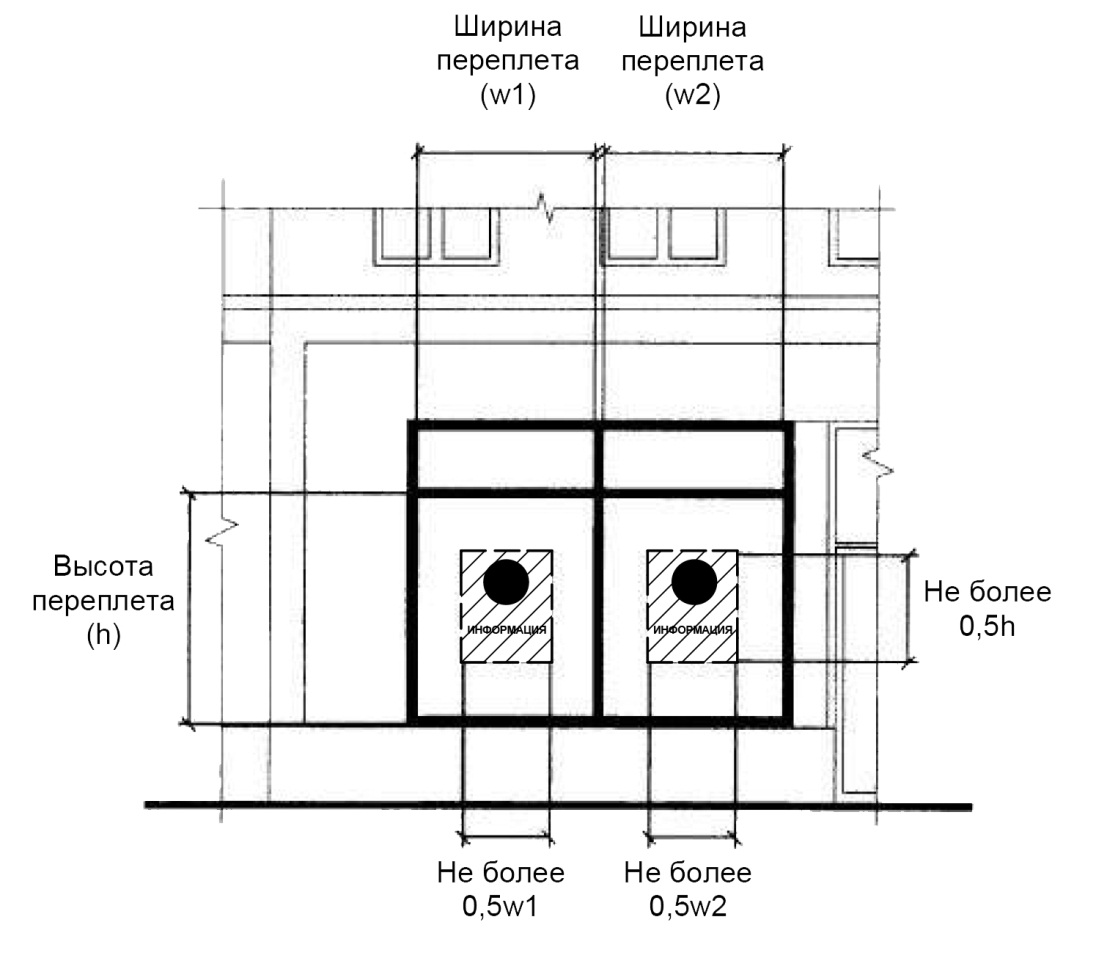 Ширина
переплета
(w1)
Ширина
переплета
(w2)
Высота
переплета
(h)
ИНФОРМАЦИЯ
ИНФОРМАЦИЯ
Не более
0,5h
Не более
0,5w1
Не более
0,5w2